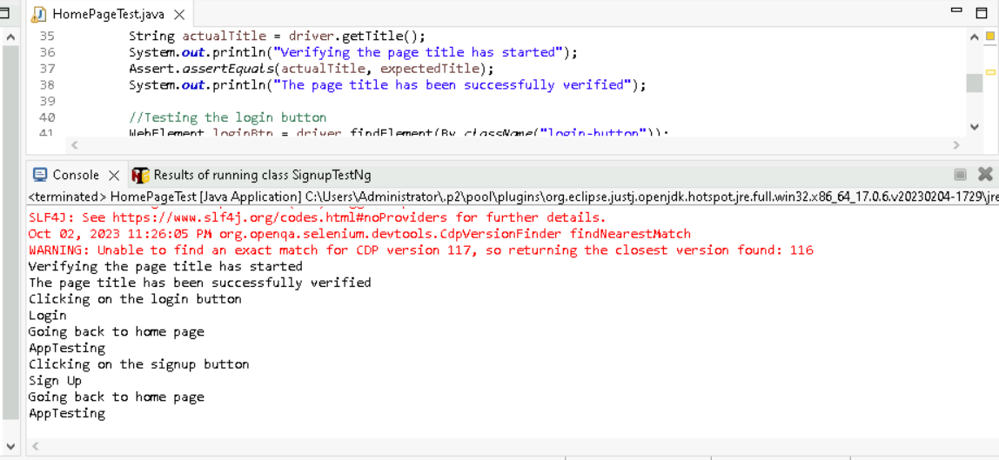 HomePageTest.java
35 String actualTitle = driver.getTitle();
36 System.out.println("Verifying the page title has started");
37 Assert.assertEquals(actualTitle, expectedTitle);
38 System.out.println("The page title has been successfully verified");
39
40 //Testing the login button
41 WebElement loginBtn = driver.findElement(By.className("login-button"));
Console Results of running class SignupTestNg
<terminated> HomePageTest [Java Application] C:\Users\Administrator\.p2\pool\plugins\org.eclipse.justj.openjdk.hotspot.jre.full.win32.x86_64_17.0.6.v20230204-1729\jre
SLF4J: See https://www.slf4j.org/codes.html#noProviders for further details.
Oct 02, 2023 11:26:05 PM org.openqa.selenium.devtools.CdpVersionFinder findNearestMatch
WARNING: Unable to find an exact match for CDP version 117, so returning the closest version found: 116
Verifying the page title has started
The page title has been successfully verified
Clicking on the login button
Login
Going back to home page
AppTesting
Clicking on the signup button
Sign Up
Going back to home page
AppTesting